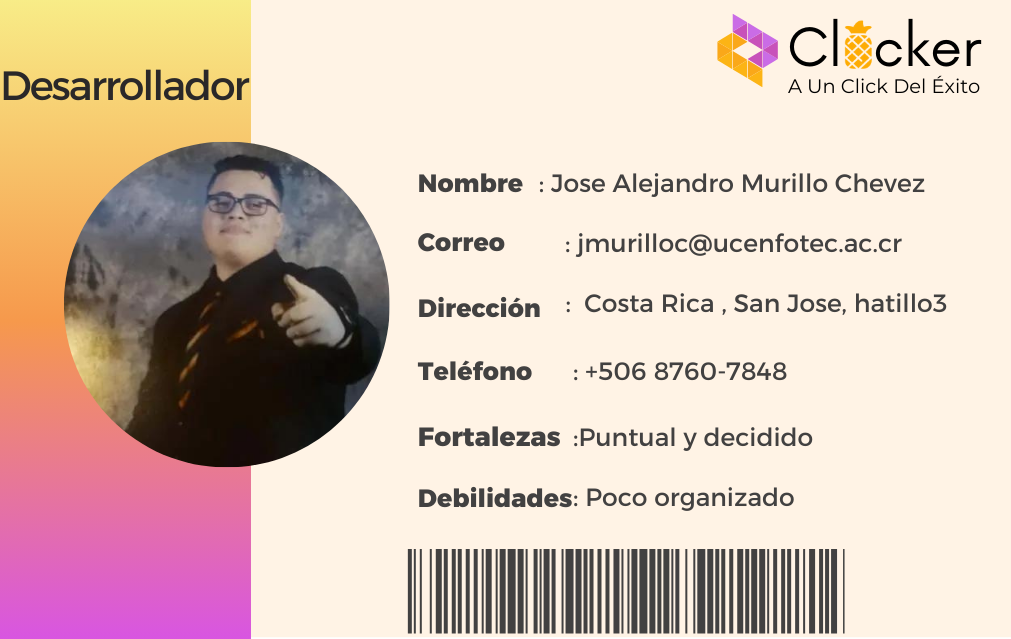 Desarrollador
Clicker
A Un Click Del Éxito
Nombre : Jose Alejandro Murillo Chevez
Correo : jmurilloc@ucenfotec.ac.cr
Dirección : Costa Rica , San Jose, hatillo3
Teléfono : +506 8760-7848
Fortalezas :Puntual y decidido
Debilidades: Poco organizado